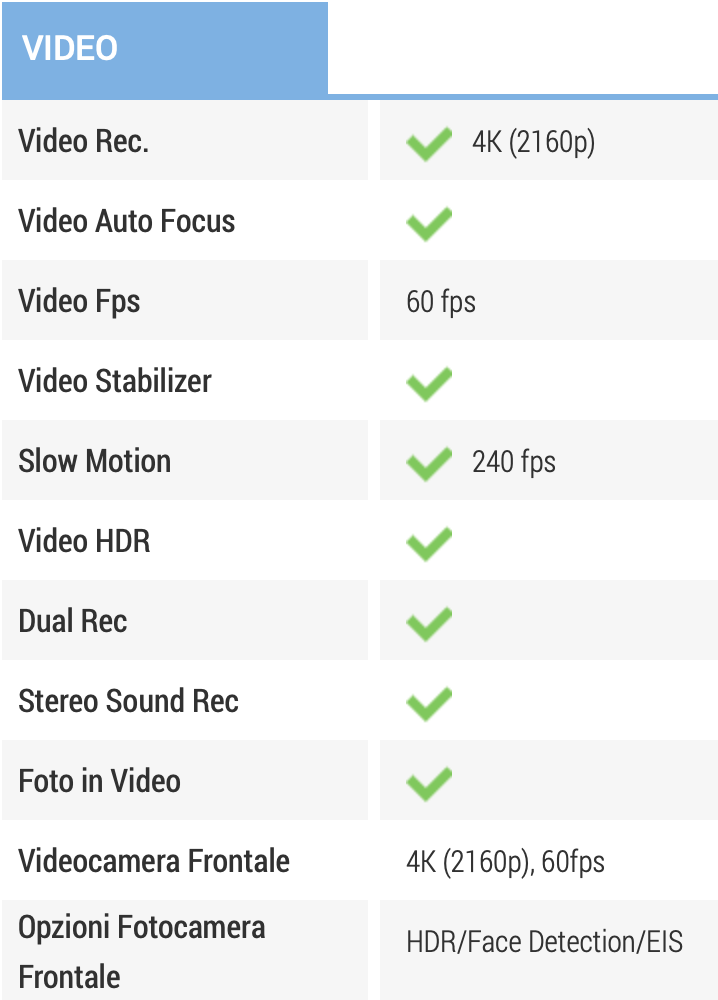 VIDEO
Video Rec. 4K (2160p)
Video Auto Focus
Video Fps 60 fps
Video Stabilizer
Slow Motion 240 fps
Video HDR
Dual Rec
Stereo Sound Rec
Foto in Video
Videocamera Frontale 4K (2160p), 60fps
Opzioni Fotocamera
Frontale HDR/Face Detection/EIS